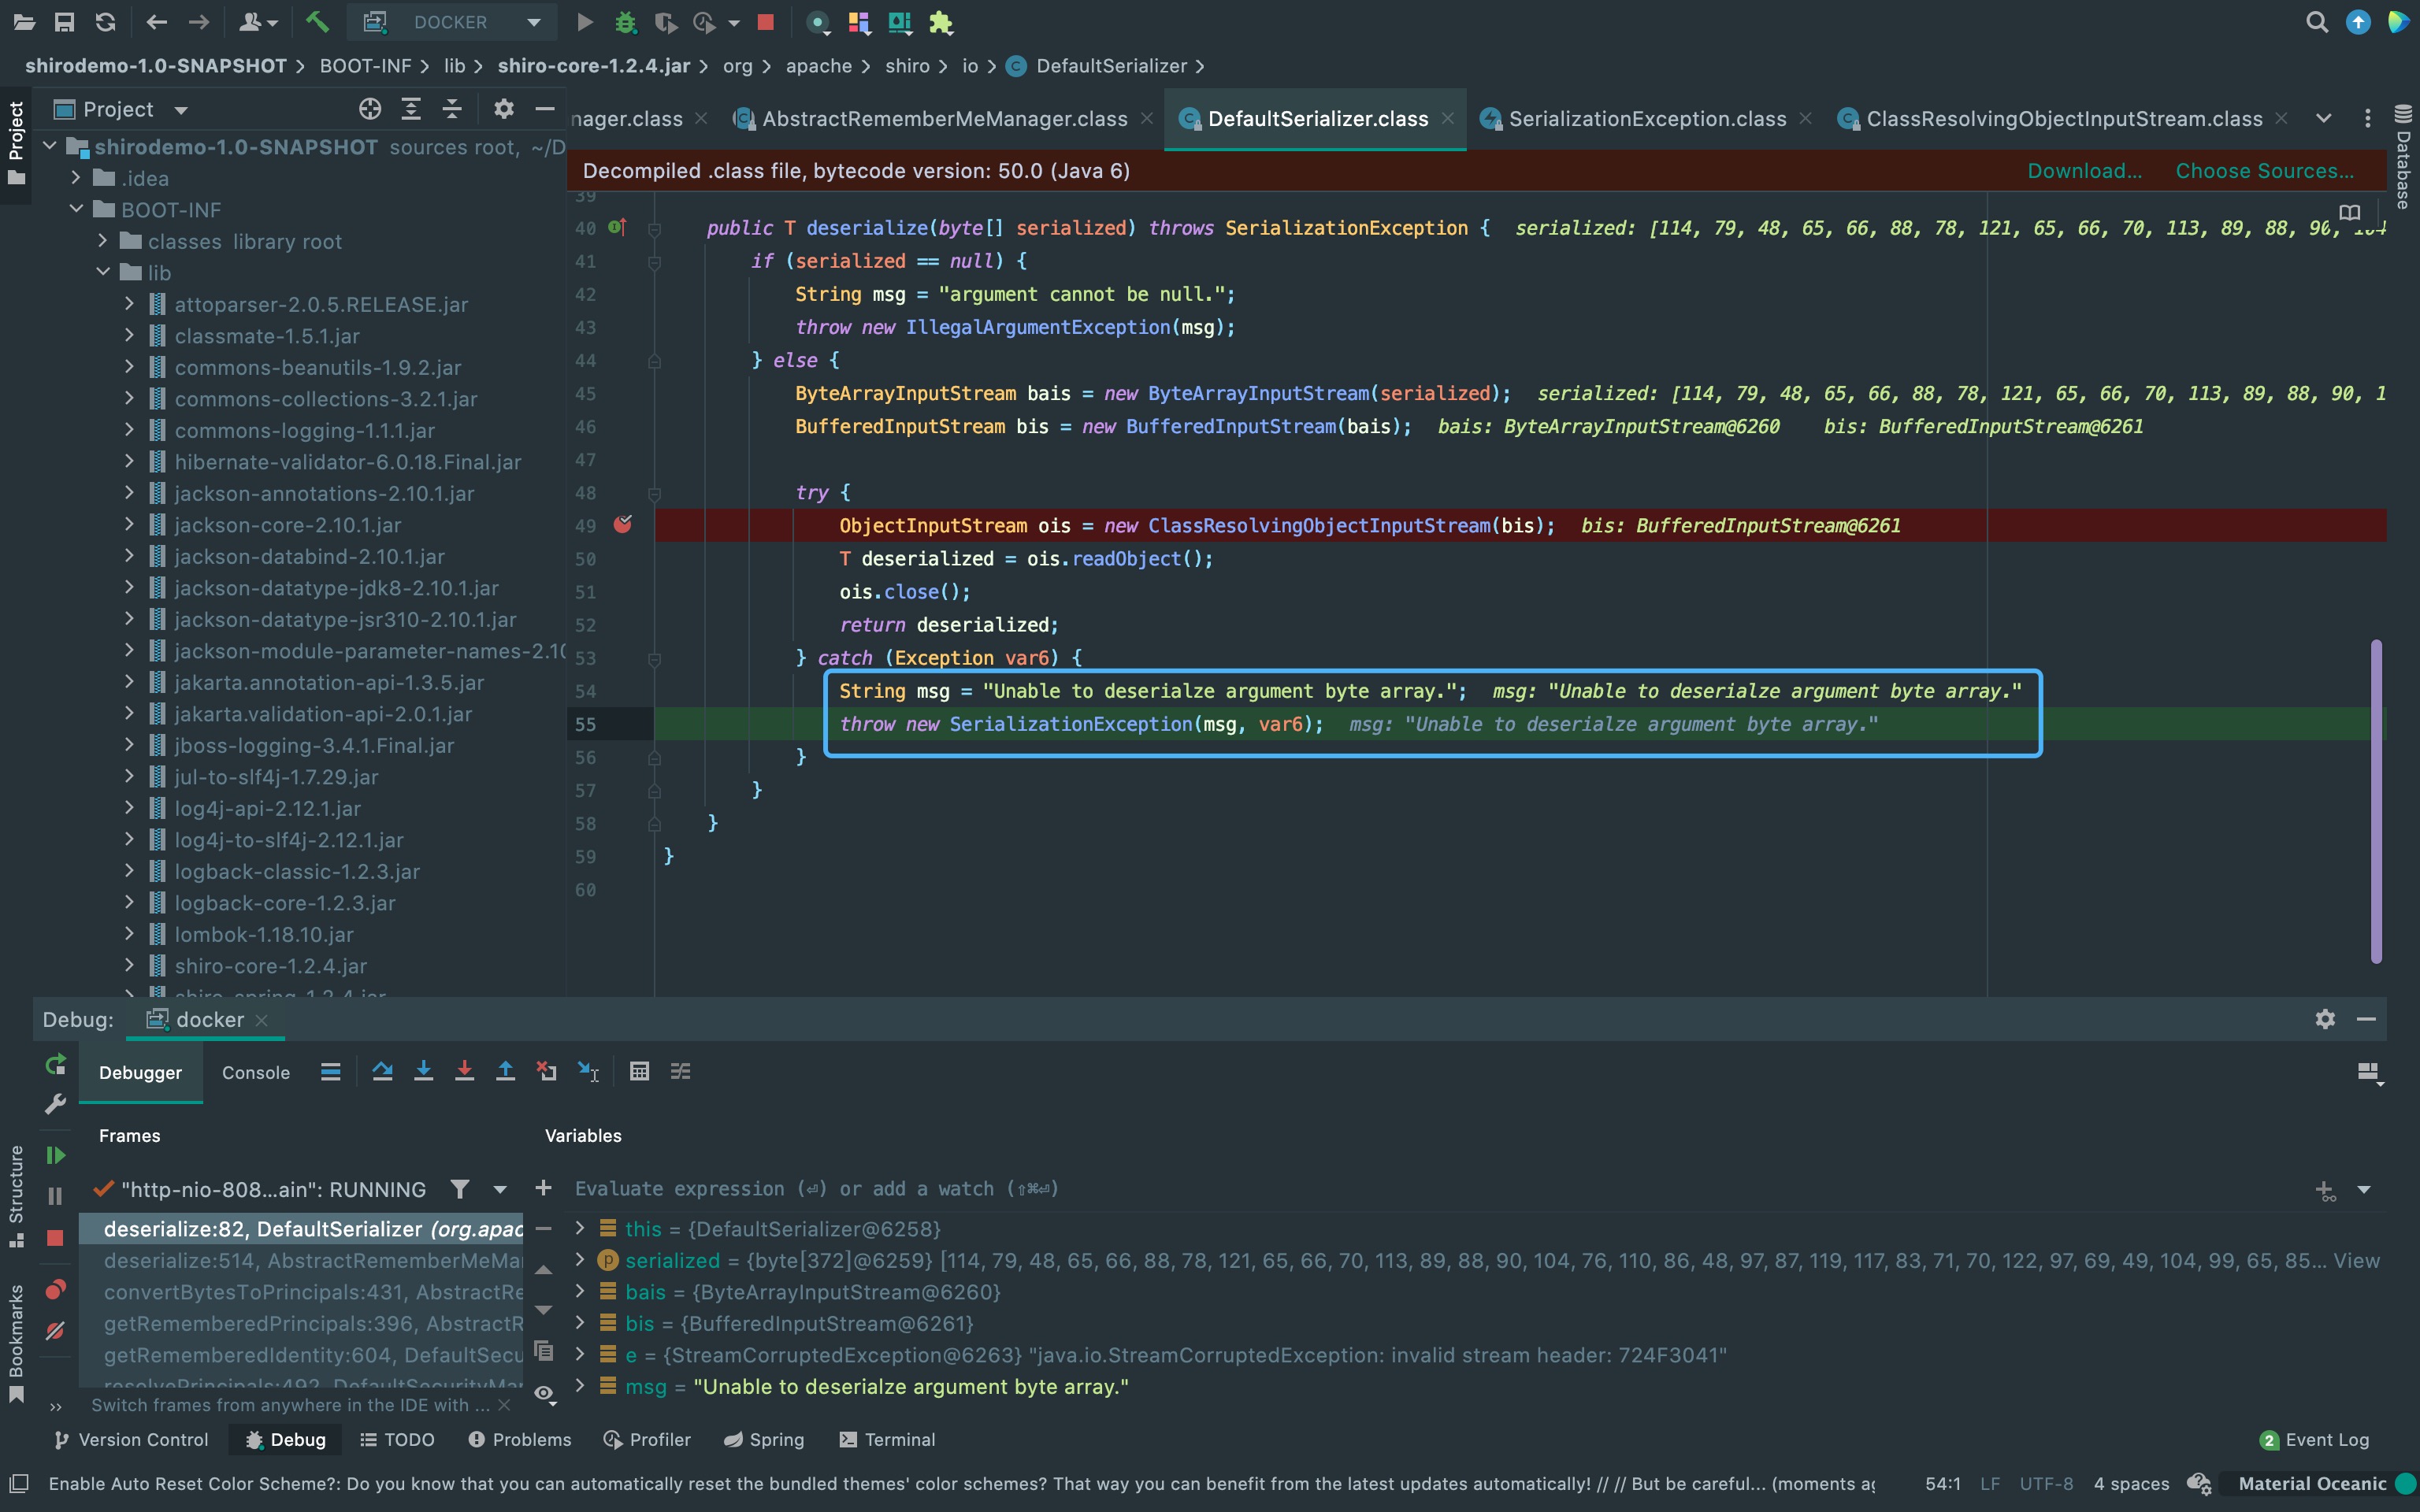 DOCKER
shirodemo-1.0-SNAPSHOT > BOOT-INF > lib > shiro-core-1.2.4.jar > org > apache > shiro > io > DefaultSerializer >
Project
Project
nager.class
AbstractRememberMeManager.class
DefaultSerializer.class
SerializationException.class
ClassResolvingObjectInputStream.class
Database
Decompiled .class file, bytecode version: 50.0 (Java 6)
Download...
Choose Sources...
shirodemo-1.0-SNAPSHOT sources root, ~/D
.idea
BOOT-INF
classes library root
lib
attoparser-2.0.5.RELEASE.jar
classmate-1.5.1.jar
commons-beanutils-1.9.2.jar
commons-collections-3.2.1.jar
commons-logging-1.1.1.jar
hibernate-validator-6.0.18.Final.jar
jackson-annotations-2.10.1.jar
jackson-core-2.10.1.jar
jackson-databind-2.10.1.jar
jackson-datatype-jdk8-2.10.1.jar
jackson-datatype-jsr310-2.10.1.jar
jackson-module-parameter-names-2.10
jakarta.annotation-api-1.3.5.jar
jakarta.validation-api-2.0.1.jar
jboss-logging-3.4.1.Final.jar
jul-to-slf4j-1.7.29.jar
log4j-api-2.12.1.jar
log4j-to-slf4j-2.12.1.jar
logback-classic-1.2.3.jar
logback-core-1.2.3.jar
lombok-1.18.10.jar
shiro-core-1.2.4.jar
shiro-spring-1.2.4.jar
39
40 public T deserialize(byte[] serialized) throws SerializationException { serialized: [114, 79, 48, 65, 66, 88, 78, 121, 65, 66, 70, 113, 89, 88, 90, 104
41 if (serialized == null) {
42 String msg = "argument cannot be null.";
43 throw new IllegalArgumentException(msg);
44 } else {
45 ByteArrayInputStream bais = new ByteArrayInputStream(serialized); serialized: [114, 79, 48, 65, 66, 88, 78, 121, 65, 66, 70, 113, 89, 88, 90, 1
46 BufferedInputStream bis = new BufferedInputStream(bais); bais: ByteArrayInputStream@6260 bis: BufferedInputStream@6261
47
48 try {
49 ObjectInputStream ois = new ClassResolvingObjectInputStream(bis); bis: BufferedInputStream@6261
50 T deserialized = ois.readObject();
51 ois.close();
52 return deserialized;
53 } catch (Exception var6) {
54 String msg = "Unable to deserialze argument byte array."; msg: "Unable to deserialze argument byte array."
55 throw new SerializationException(msg, var6); msg: "Unable to deserialze argument byte array."
56 }
57 }
58 }
59 }
60
Debug: docker
Debugger Console
Frames
Variables
"http-nio-808...ain": RUNNING
Evaluate expression (⏎) or add a watch (⇧⌘⏎)
deserialize:82, DefaultSerializer (org.apac
deserialize:514, AbstractRememberMeMa
convertBytesToPrincipals:431, AbstractRe
getRememberedPrincipals:396, AbstractR
getRememberedIdentity:604, DefaultSecu
resolvePrincipals:492, DefaultSecurityMa
Switch frames from anywhere in the IDE with ...
this = {DefaultSerializer@6258}
serialized = {byte[372]@6259} [114, 79, 48, 65, 66, 88, 78, 121, 65, 66, 70, 113, 89, 88, 90, 104, 76, 110, 86, 48, 97, 87, 119, 117, 83, 71, 70, 122, 97, 69, 49, 104, 99, 65, 85... View
bais = {ByteArrayInputStream@6260}
bis = {BufferedInputStream@6261}
e = {StreamCorruptedException@6263} "java.io.StreamCorruptedException: invalid stream header: 724F3041"
msg = "Unable to deserialze argument byte array."
Structure
Bookmarks
Version Control
Debug
TODO
Problems
Profiler
Spring
Terminal
2 Event Log
Enable Auto Reset Color Scheme?: Do you know that you can automatically reset the bundled themes' color schemes? That way you can benefit from the latest updates automatically! // // But be careful... (moments ag
54:1 LF UTF-8 4 spaces
Material Oceanic